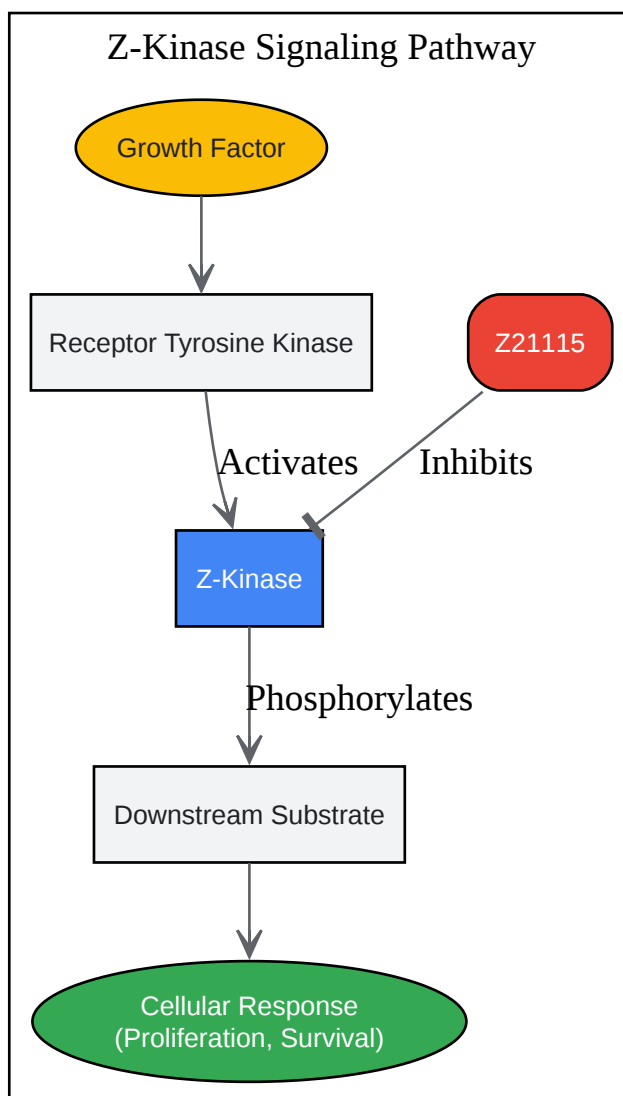 Z-Kinase Signaling Pathway
Growth Factor
Receptor Tyrosine Kinase
Z21115
Activates
Inhibits
Z-Kinase
Phosphorylates
Downstream Substrate
Cellular Response
(Proliferation, Survival)